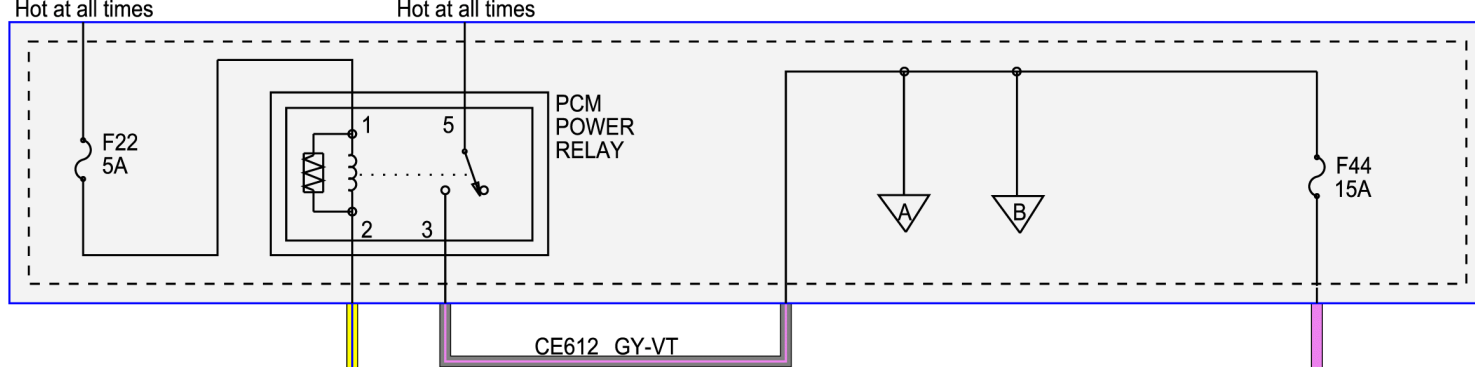 Hot at all times
Hot at all times
F22
5A
1
5
2
3
PCM
POWER
RELAY
A
B
F44
15A
CE612 GY-VT